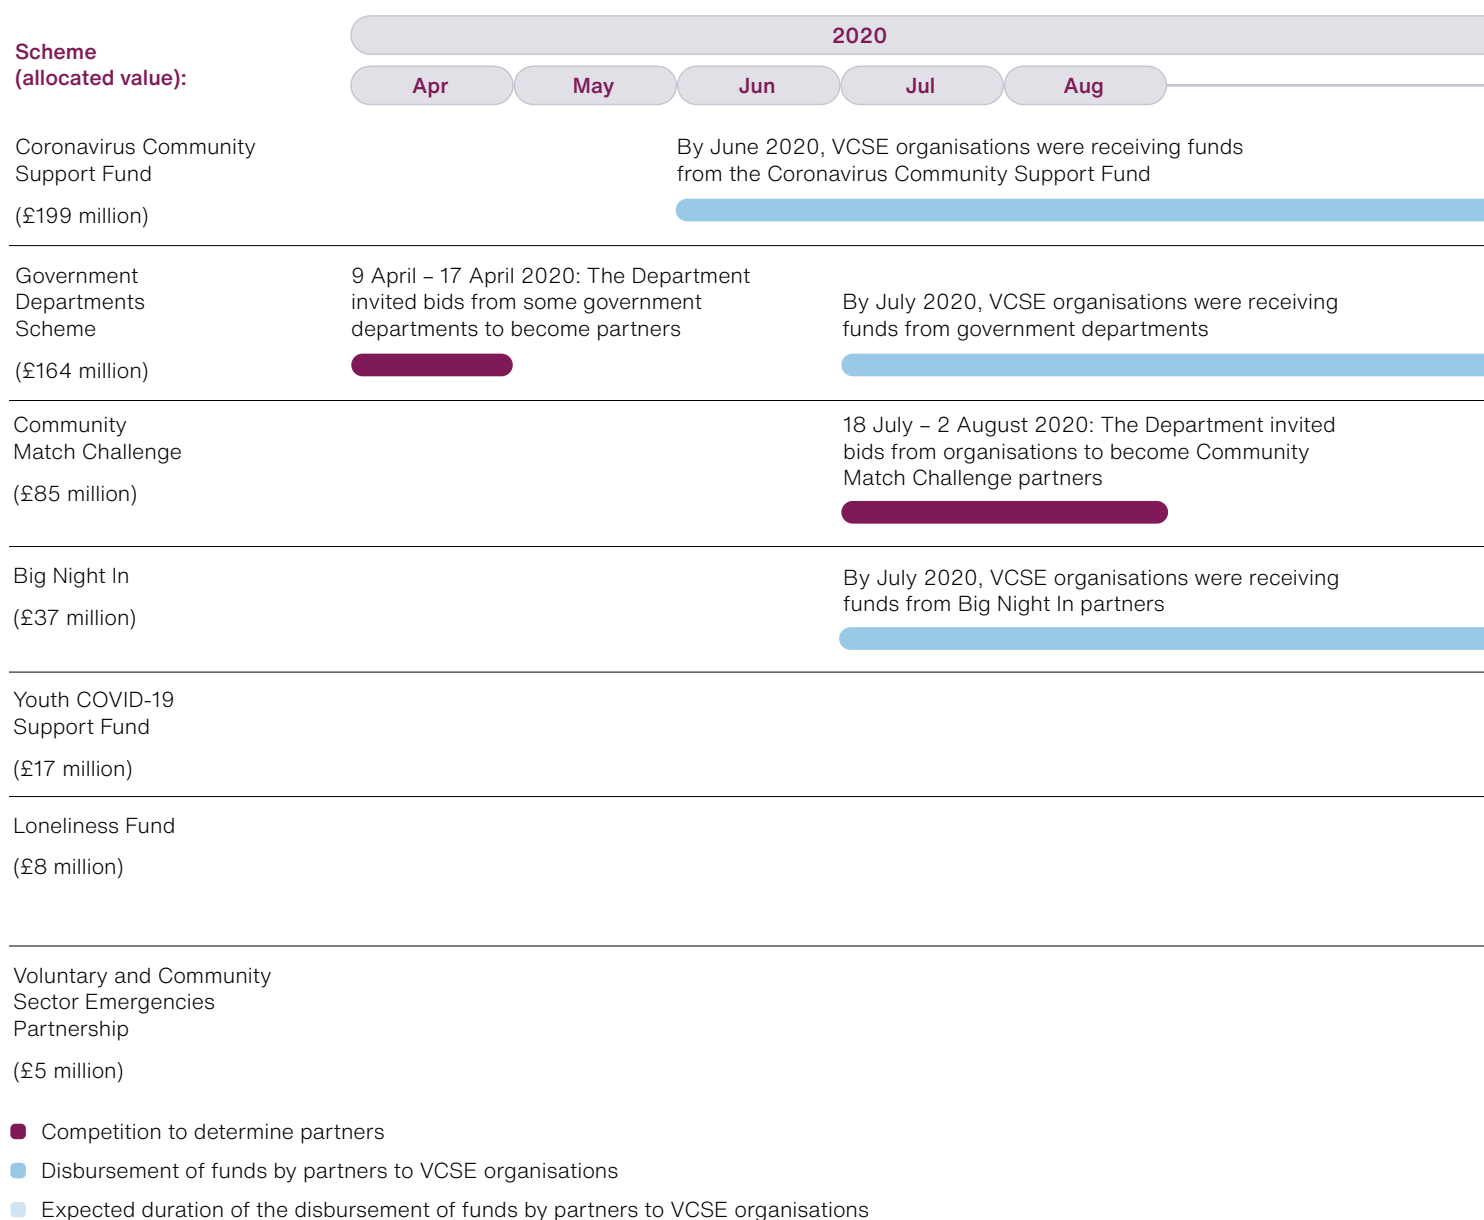 Scheme
(allocated value):
2020
Apr
May
Jun
Jul
Aug
Coronavirus Community
Support Fund
(£199 million)
By June 2020, VCSE organisations were receiving funds
from the Coronavirus Community Support Fund
Government
Departments
Scheme
(£164 million)
9 April – 17 April 2020: The Department
invited bids from some government
departments to become partners
By July 2020, VCSE organisations were receiving
funds from government departments
Community
Match Challenge
(£85 million)
18 July – 2 August 2020: The Department invited
bids from organisations to become Community
Match Challenge partners
Big Night In
(£37 million)
By July 2020, VCSE organisations were receiving
funds from Big Night In partners
Youth COVID-19
Support Fund
(£17 million)
Loneliness Fund
(£8 million)
Voluntary and Community
Sector Emergencies
Partnership
(£5 million)
Competition to determine partners
Disbursement of funds by partners to VCSE organisations
Expected duration of the disbursement of funds by partners to VCSE organisations